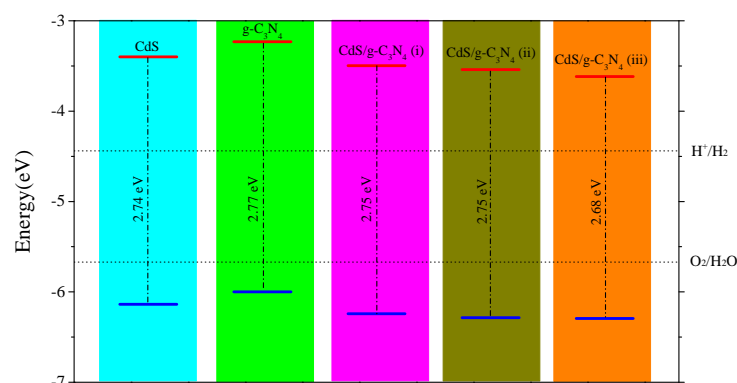 -3
-4
-5
-6
-7
Energy(eV)
CdS
g-C₃N₄
CdS/g-C₃N₄ (i)
CdS/g-C₃N₄ (ii)
CdS/g-C₃N₄ (iii)
2.74 eV
2.77 eV
2.75 eV
2.75 eV
2.68 eV
H⁺/H₂
O₂/H₂O